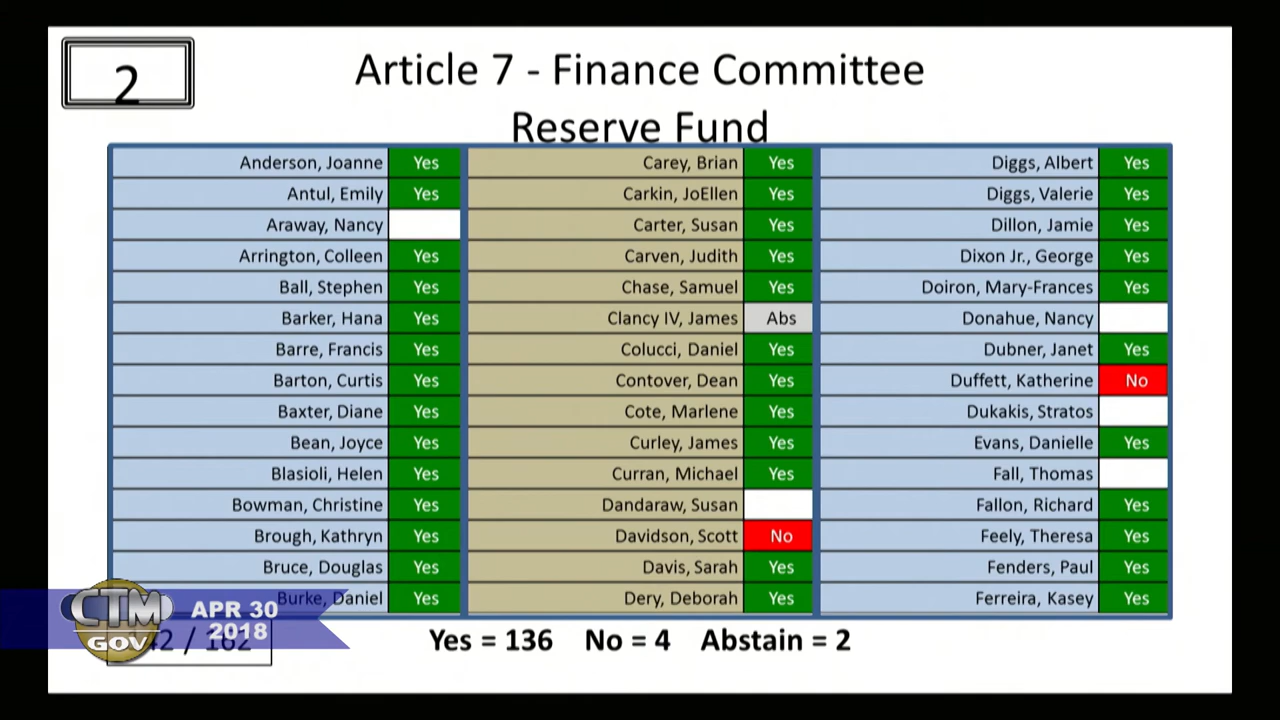 2
Article 7 - Finance Committee
Reserve Fund
Anderson, Joanne Yes Carey, Brian Yes Diggs, Albert Yes
Antul, Emily Yes Carkin, JoEllen Yes Diggs, Valerie Yes
Araway, Nancy Carter, Susan Yes Dillon, Jamie Yes
Arrington, Colleen Yes Carven, Judith Yes Dixon Jr., George Yes
Ball, Stephen Yes Chase, Samuel Yes Doiron, Mary-Frances Yes
Barker, Hana Yes Clancy IV, James Abs Donahue, Nancy
Barre, Francis Yes Colucci, Daniel Yes Dubner, Janet Yes
Barton, Curtis Yes Contover, Dean Yes Duffett, Katherine No
Baxter, Diane Yes Cote, Marlene Yes Dukakis, Stratos
Bean, Joyce Yes Curley, James Yes Evans, Danielle Yes
Blasioli, Helen Yes Curran, Michael Yes Fall, Thomas
Bowman, Christine Yes Dandaraw, Susan Fallon, Richard Yes
Brough, Kathryn Yes Davidson, Scott No Feely, Theresa Yes
Bruce, Douglas Yes Davis, Sarah Yes Fenders, Paul Yes
Burke, Daniel Yes Dery, Deborah Yes Ferreira, Kasey Yes
CTM
GOV
APR 30
2018
/ 162
Yes = 136 No = 4 Abstain = 2